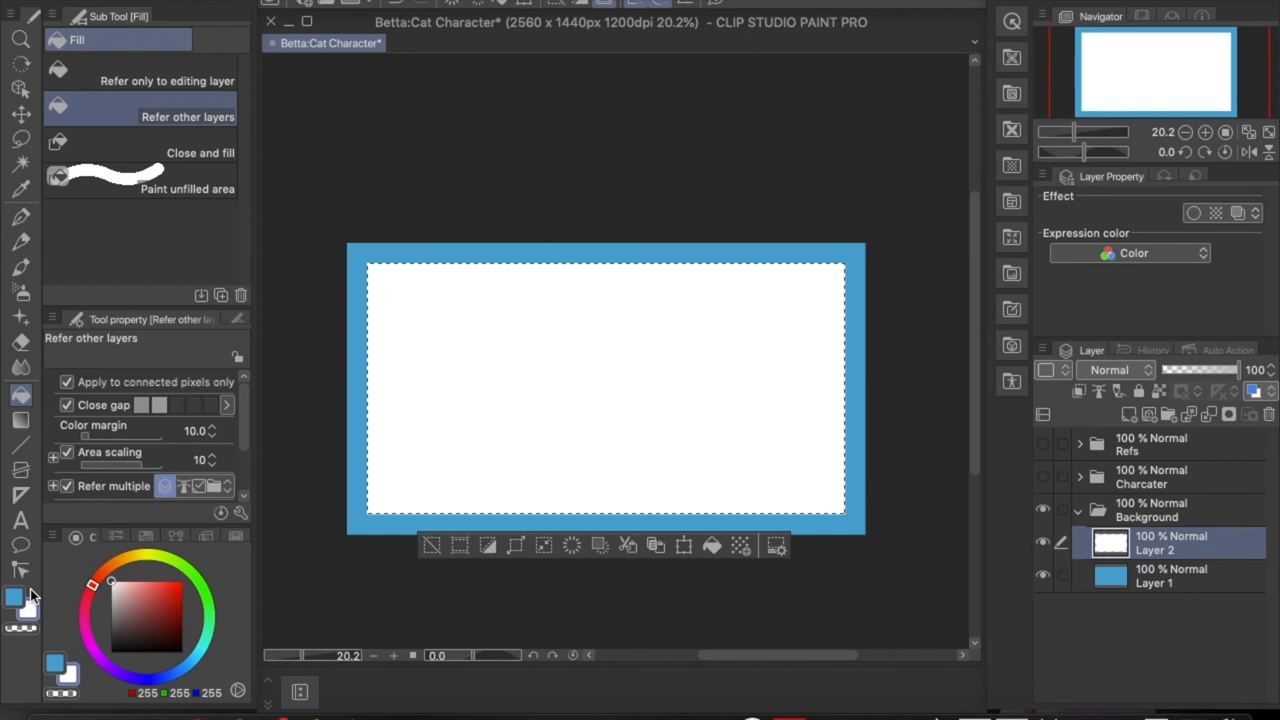 Sub Tool [Fill]
Fill
Refer only to editing layer
Refer other layers
Close and fill
Paint unfilled area
Tool property [Refer other la
Refer other layers
Apply to connected pixels only
Close gap
Color margin
10.0
Area scaling
10
Refer multiple
C
255 255 255
Betta:Cat Character* (2560 x 1440px 1200dpi 20.2%) - CLIP STUDIO PAINT PRO
Betta:Cat Character*
20.2
0.0
Navigator
20.2
0.0
Layer Property
Effect
Expression color
Color
Layer
History
Auto Action
Normal
100
100 % Normal
Refs
100 % Normal
Charcater
100 % Normal
Background
100 % Normal
Layer 2
100 % Normal
Layer 1
A